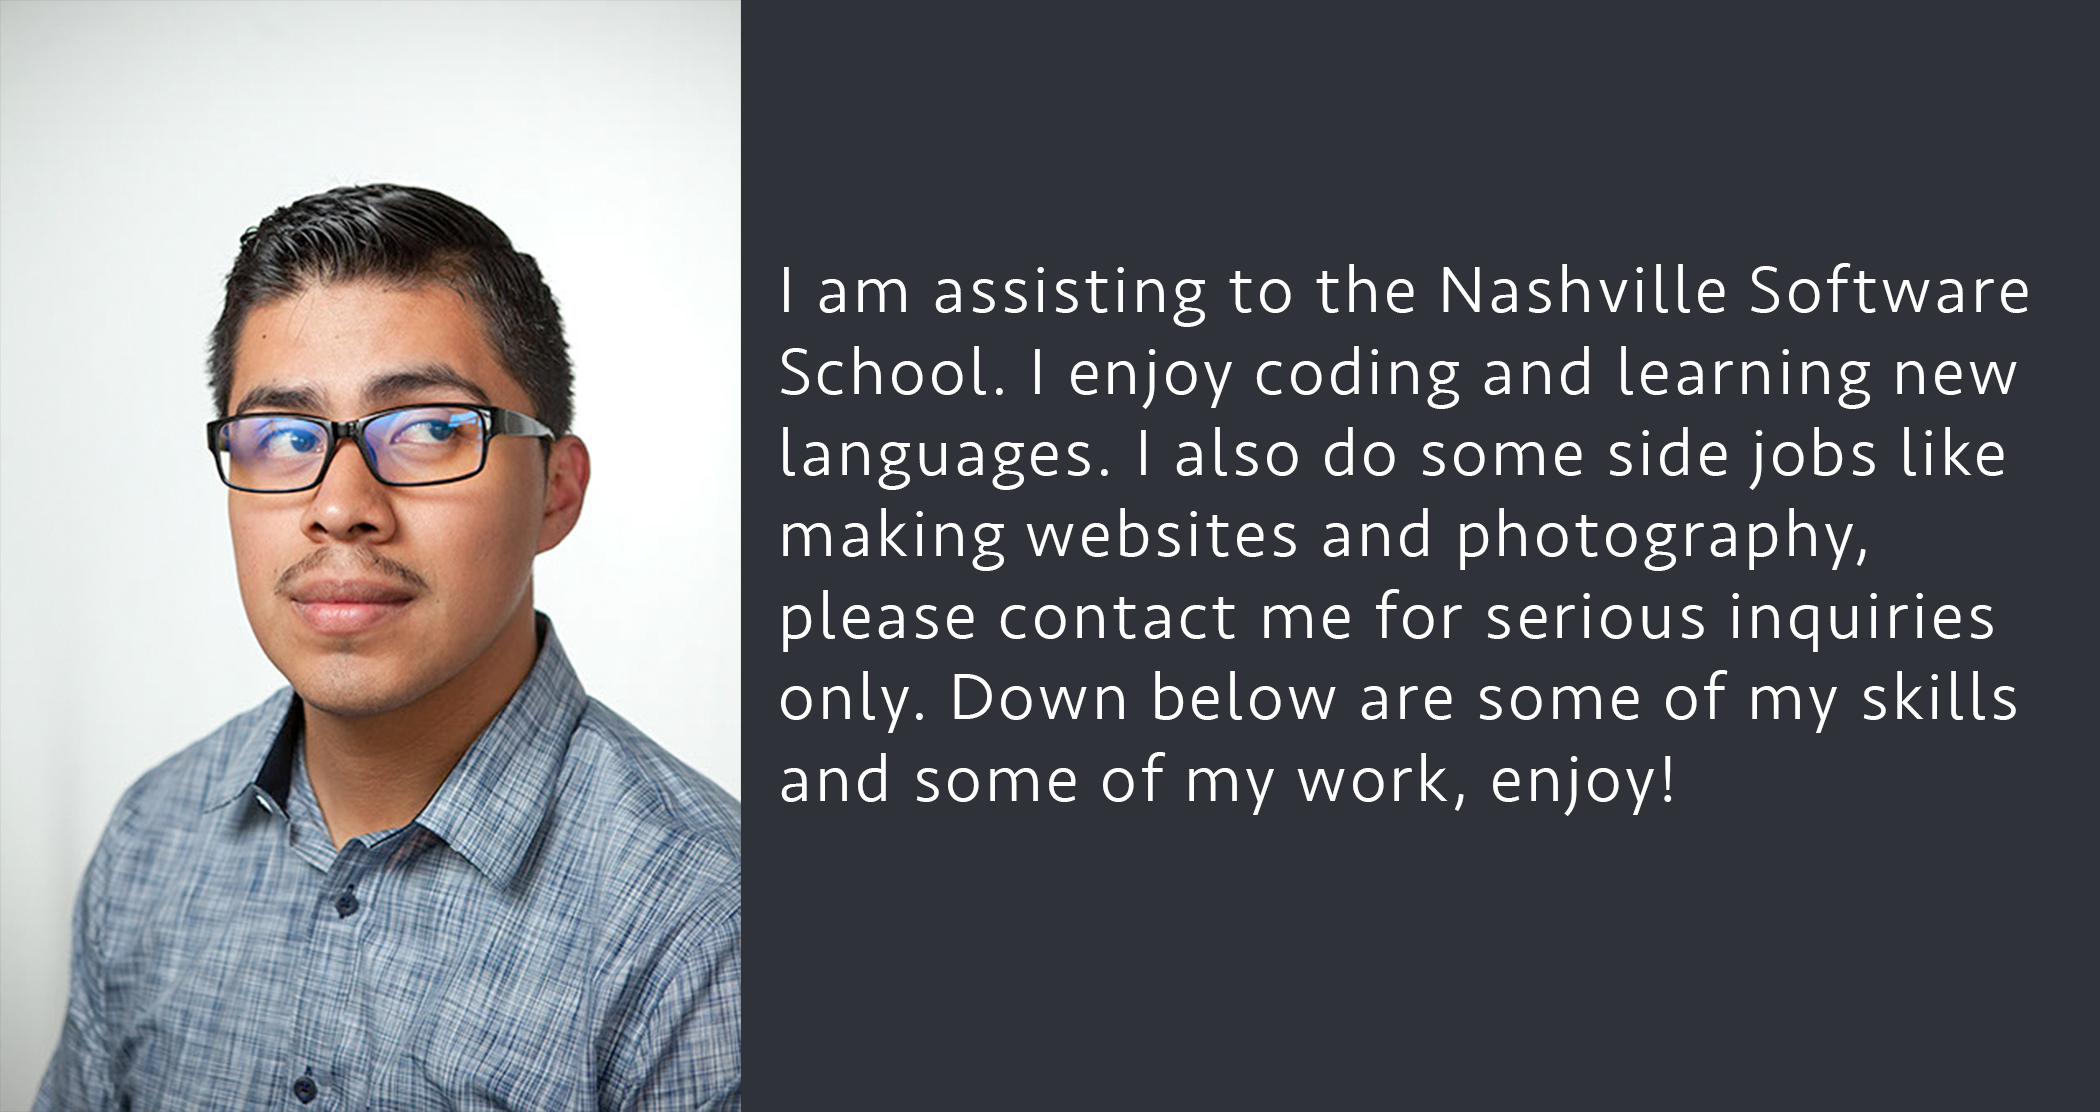 I am assisting to the Nashville Software
School. I enjoy coding and learning new
languages. I also do some side jobs like
making websites and photography,
please contact me for serious inquiries
only. Down below are some of my skills
and some of my work, enjoy!